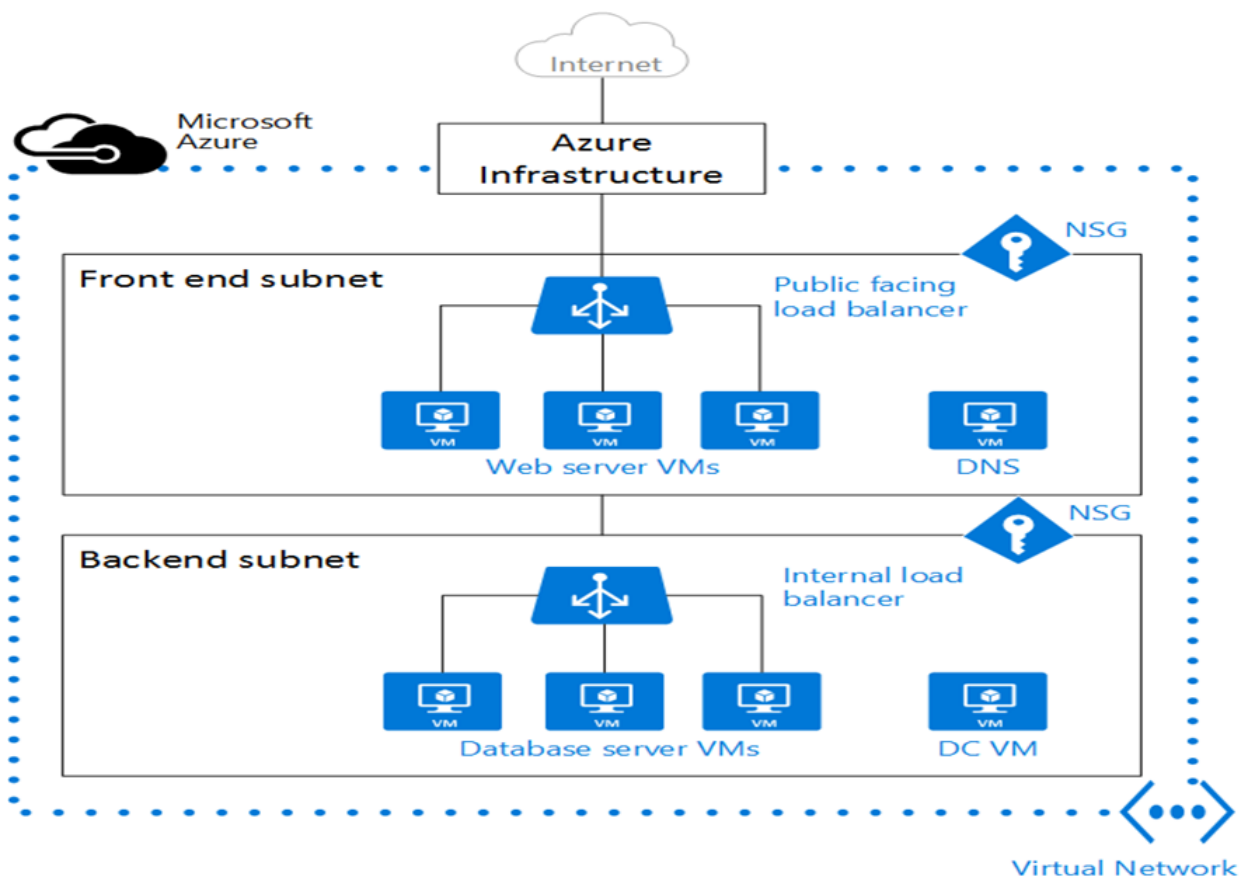 Internet
Microsoft
Azure
Azure
Infrastructure
NSG
Front end subnet
Public facing
load balancer
VM
VM
VM
VM
Web server VMs
DNS
NSG
Backend subnet
Internal load
balancer
VM
VM
VM
VM
Database server VMs
DC VM
Virtual Network